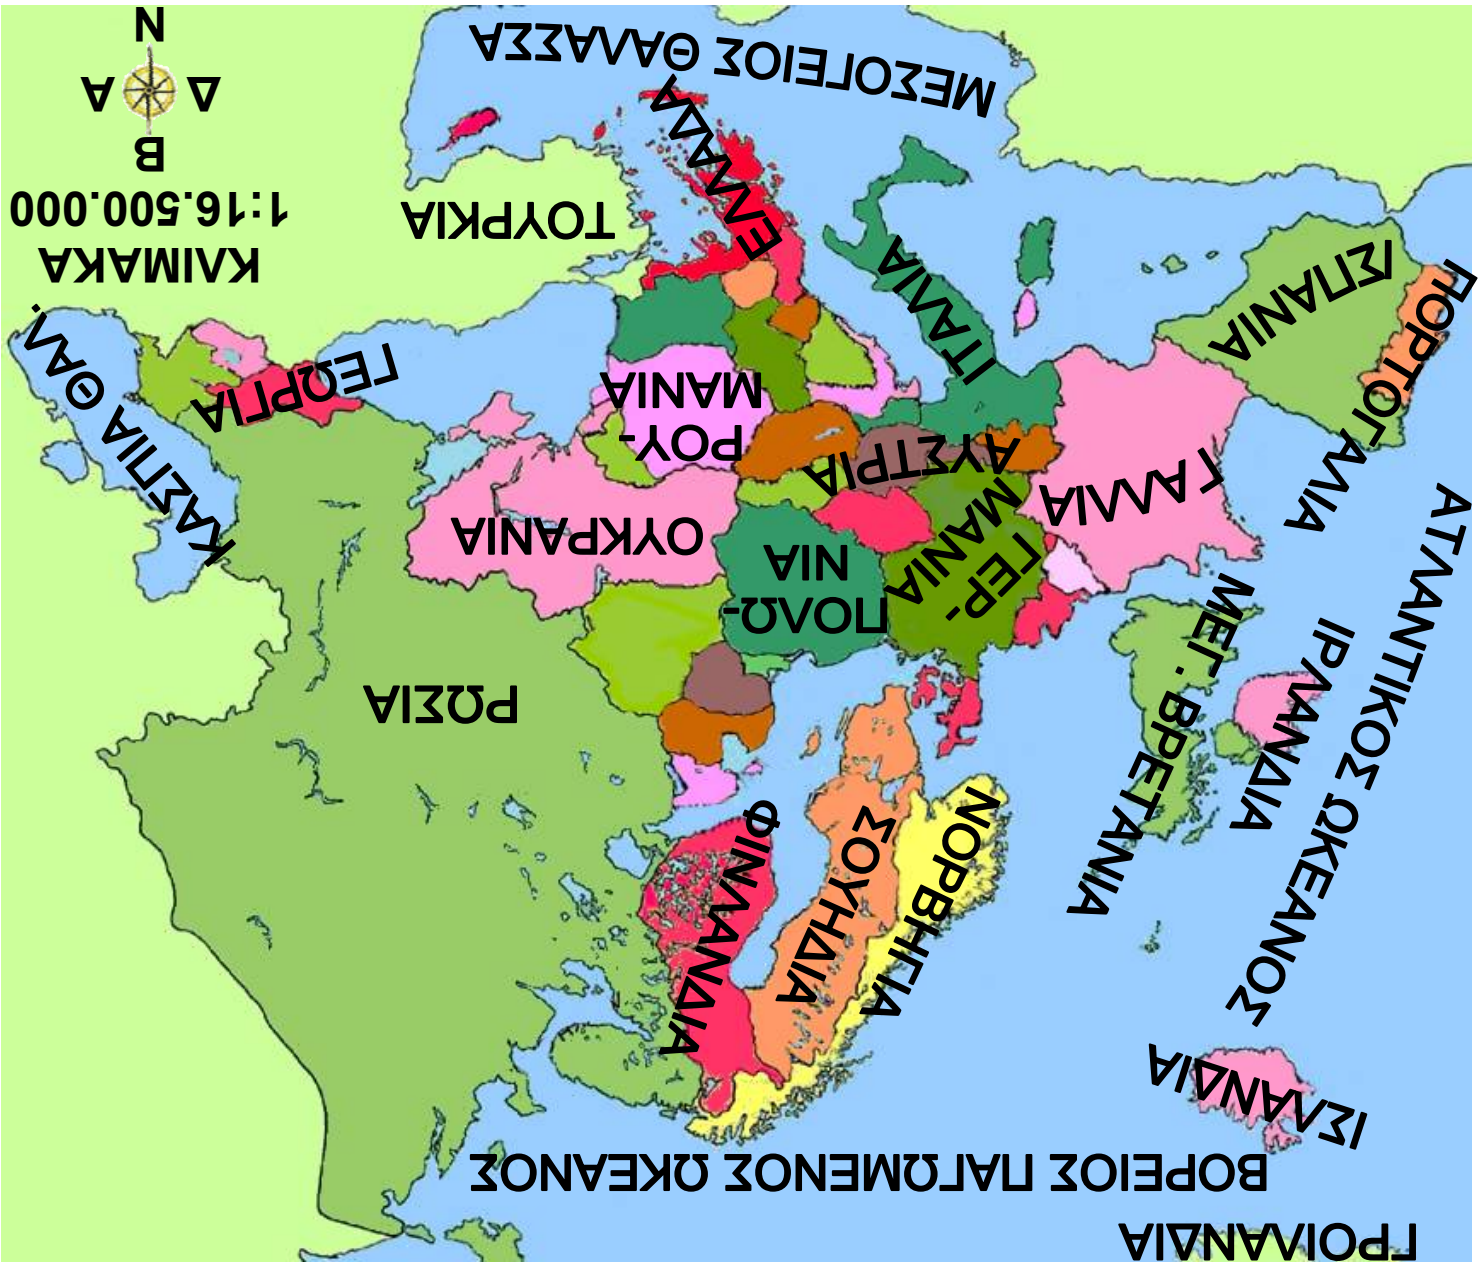 ΓΡΟΙΛΑΝΔΙΑ
ΒΟΡΕΙΟΣ ΠΑΓΩΜΕΝΟΣ ΩΚΕΑΝΟΣ
ΙΣΛΑΝΔΙΑ
ΑΤΛΑΝΤΙΚΟΣ ΩΚΕΑΝΟΣ
ΝΟΡΒΗΓΙΑ
ΣΟΥΗΔΙΑ
ΦΙΝΛΑΝΔΙΑ
ΙΡΛΑΝΔΙΑ
ΜΕΓ. ΒΡΕΤΑΝΙΑ
ΡΩΣΙΑ
ΠΟΛΩ-
ΝΙΑ
ΓΕΡ-
ΜΑΝΙΑ
ΟΥΚΡΑΝΙΑ
ΓΑΛΛΙΑ
ΑΥΣΤΡΙΑ
ΡΟΥ-
ΜΑΝΙΑ
ΠΟΡΤΟΓΑΛΙΑ
ΙΣΠΑΝΙΑ
ΙΤΑΛΙΑ
ΓΕΩΡΓΙΑ
ΚΑΣΠΙΑ ΘΑΛ.
ΕΛΛΑΔΑ
ΤΟΥΡΚΙΑ
ΜΕΣΟΓΕΙΟΣ ΘΑΛΑΣΣΑ
ΚΛΙΜΑΚΑ
1:16.500.000
Β
Δ Α
Ν